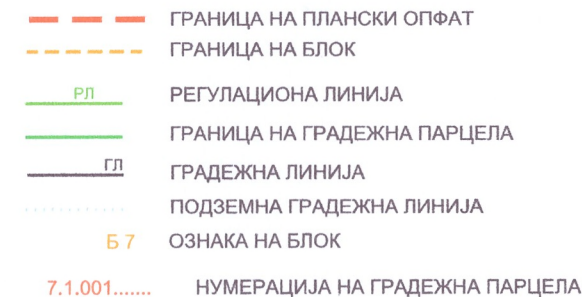 ГРАНИЦА НА ПЛАНСКИ ОПФАТ
ГРАНИЦА НА БЛОК
РЛ РЕГУЛАЦИОНА ЛИНИЈА
ГРАНИЦА НА ГРАДЕЖНА ПАРЦЕЛА
ГЛ ГРАДЕЖНА ЛИНИЈА
ПОДЗЕМНА ГРАДЕЖНА ЛИНИЈА
Б 7 ОЗНАКА НА БЛОК
7.1.001....... НУМЕРАЦИЈА НА ГРАДЕЖНА ПАРЦЕЛА